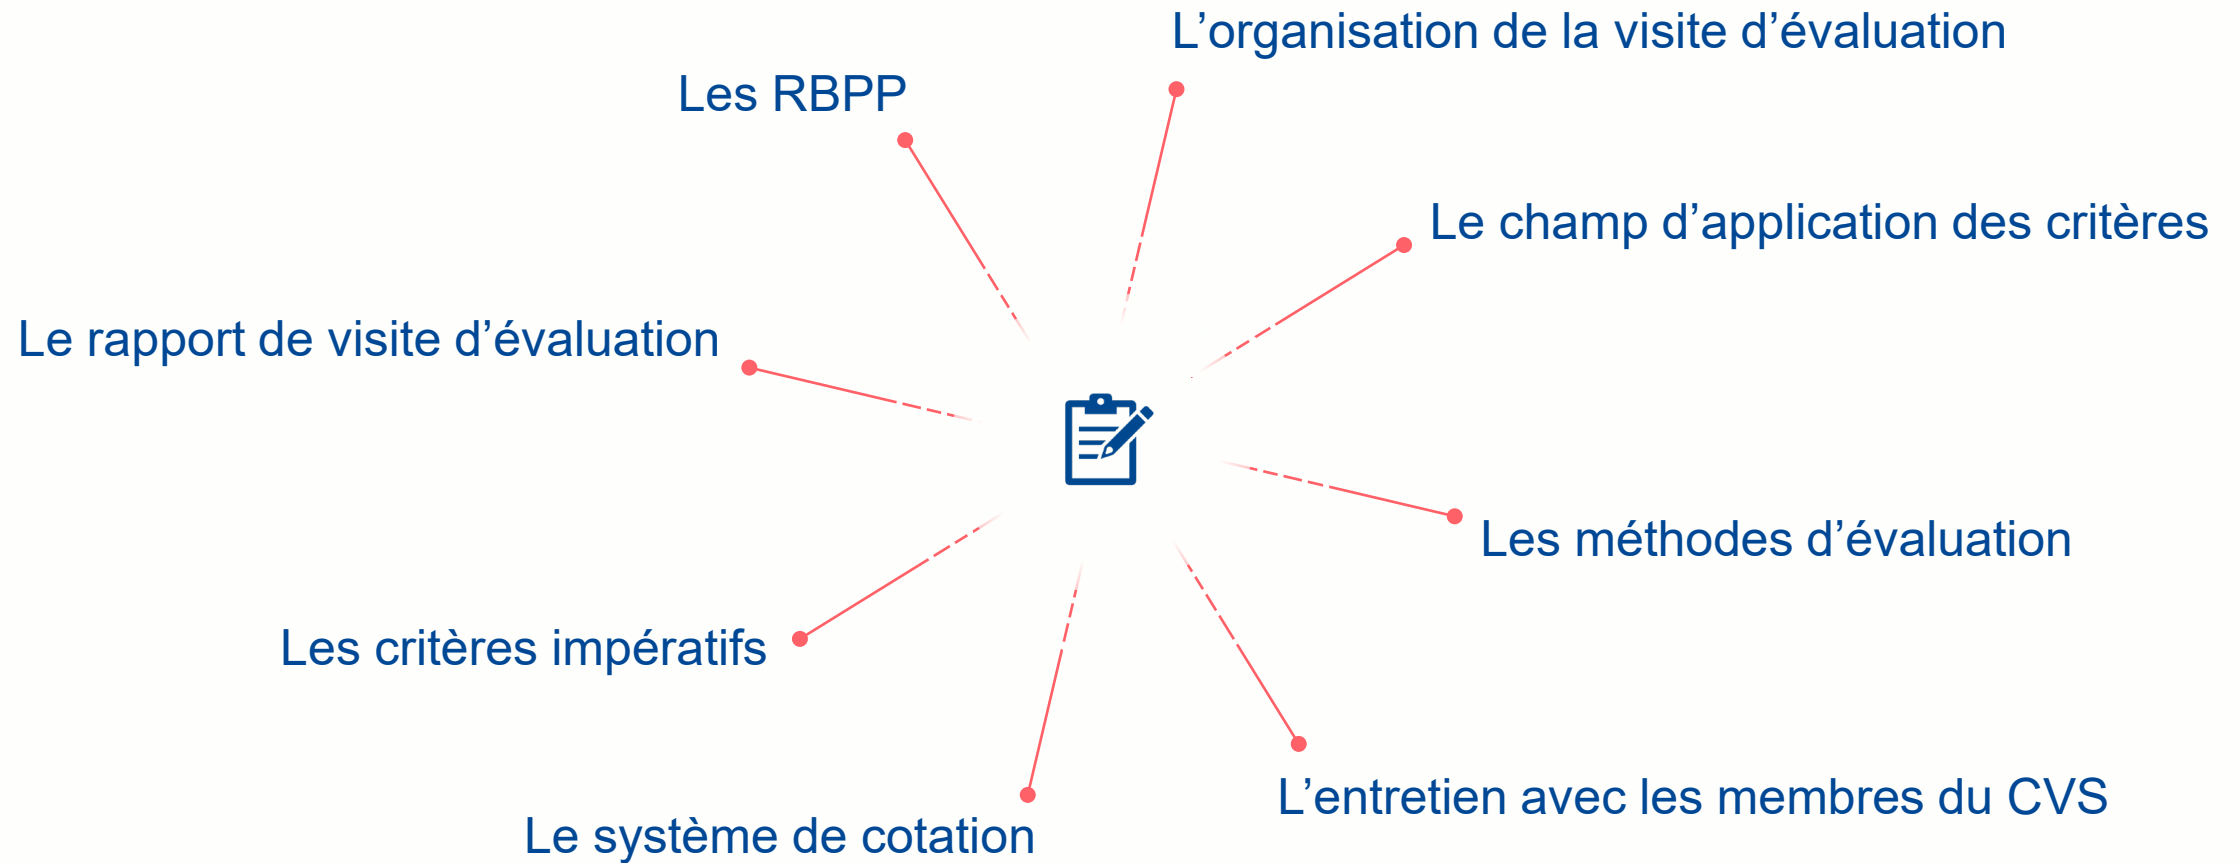 L’organisation de la visite d’évaluation
Les RBPP
Le champ d’application des critères
Le rapport de visite d’évaluation
Les méthodes d’évaluation
Les critères impératifs
L’entretien avec les membres du CVS
Le système de cotation